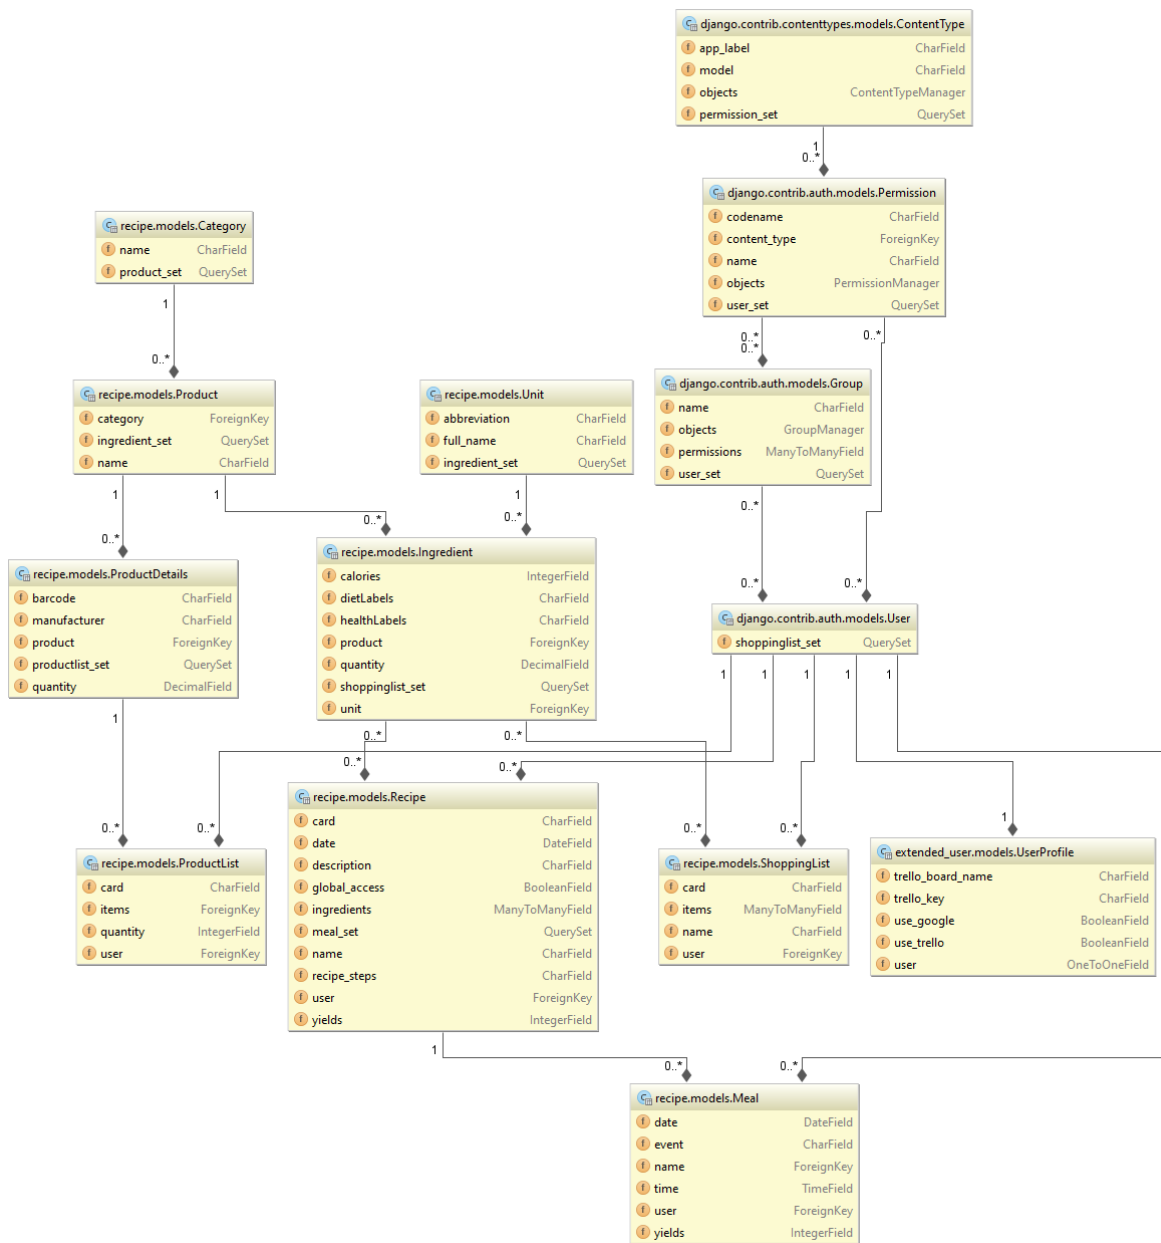 django.contrib.contenttypes.models.ContentType
app_label CharField
model CharField
objects ContentTypeManager
permission_set QuerySet
1
0..*
django.contrib.auth.models.Permission
codename CharField
content_type ForeignKey
name CharField
objects PermissionManager
user_set QuerySet
recipe.models.Category
name CharField
product_set QuerySet
1
0..*
0..*
0..*
0..*
django.contrib.auth.models.Group
name CharField
objects GroupManager
permissions ManyToManyField
user_set QuerySet
recipe.models.Product
category ForeignKey
ingredient_set QuerySet
name CharField
recipe.models.Unit
abbreviation CharField
full_name CharField
ingredient_set QuerySet
1
1
1
0..*
0..*
0..*
0..*
recipe.models.Ingredient
calories IntegerField
dietLabels CharField
healthLabels CharField
product ForeignKey
quantity DecimalField
shoppinglist_set QuerySet
unit ForeignKey
recipe.models.ProductDetails
barcode CharField
manufacturer CharField
product ForeignKey
productlist_set QuerySet
quantity DecimalField
0..*
0..*
django.contrib.auth.models.User
shoppinglist_set QuerySet
1
1
1
1
1
1
0..*
0..*
0..*
0..*
recipe.models.Recipe
card CharField
date DateField
description CharField
global_access BooleanField
ingredients ManyToManyField
meal_set QuerySet
name CharField
recipe_steps CharField
user ForeignKey
yields IntegerField
0..*
0..*
0..*
0..*
1
recipe.models.ProductList
card CharField
items ForeignKey
quantity IntegerField
user ForeignKey
recipe.models.ShoppingList
card CharField
items ManyToManyField
name CharField
user ForeignKey
extended_user.models.UserProfile
trello_board_name CharField
trello_key CharField
use_google BooleanField
use_trello BooleanField
user OneToOneField
1
0..*
0..*
recipe.models.Meal
date DateField
event CharField
name ForeignKey
time TimeField
user ForeignKey
yields IntegerField